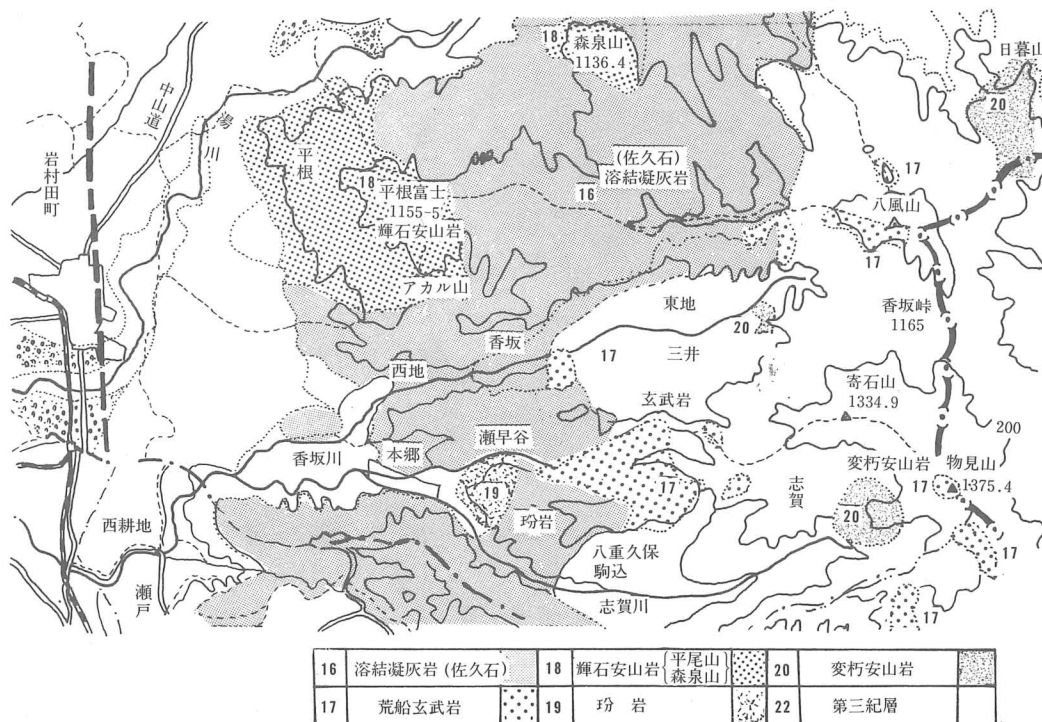 18
森泉山
1136.4
日暮山
20
中山道
湯川
岩村田町
平根
18
平根富士
1155-5
輝石安山岩
アカル山
(佐久石)
溶結凝灰岩
16
17
八風山
17
香坂峠
1165
東地
20
香坂
17
三井
西地
寄石山
1334.9
玄武岩
200
瀬早谷
香坂川
本郷
変朽安山岩
物見山
1375.4
17
19
17
志賀
20
西耕地
玢岩
八重久保
駒込
17
瀬戸
志賀川
17
16 溶結凝灰岩(佐久石) 18 輝石安山岩{平尾山 森泉山} 20 変朽安山岩
17 荒船玄武岩 19 玢岩 22 第三紀層